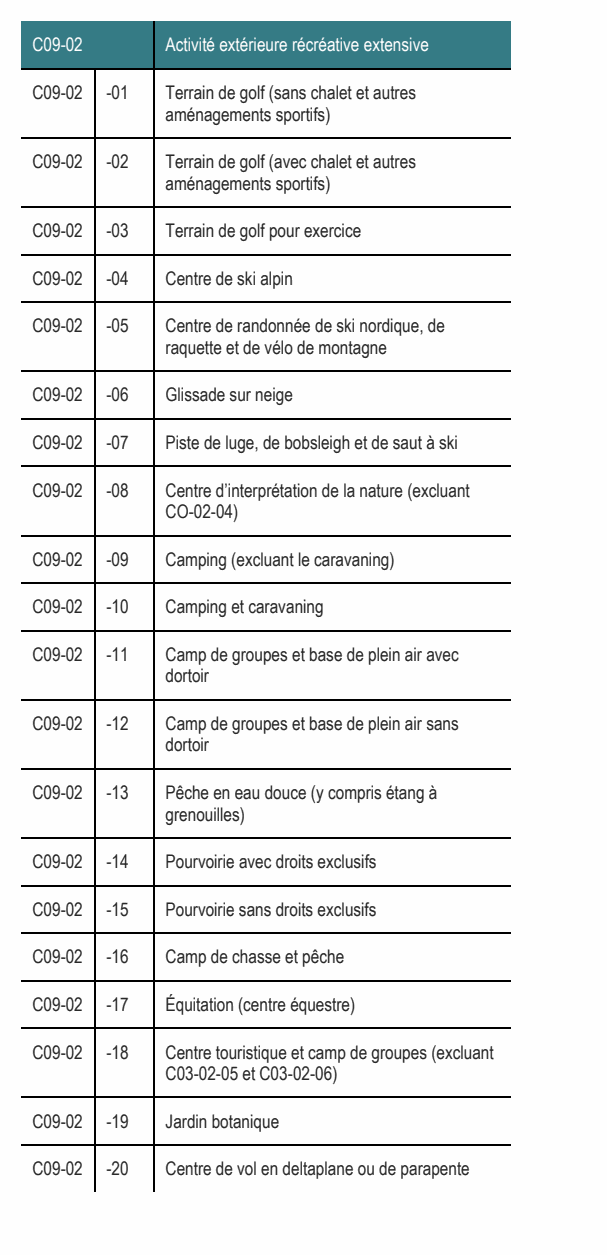 C09-02 Activité extérieure récréative extensive
C09-02 -01 Terrain de golf (sans chalet et autres
aménagements sportifs)
C09-02 -02 Terrain de golf (avec chalet et autres
aménagements sportifs)
C09-02 -03 Terrain de golf pour exercice
C09-02 -04 Centre de ski alpin
C09-02 -05 Centre de randonnée de ski nordique, de
raquette et de vélo de montagne
C09-02 -06 Glissade sur neige
C09-02 -07 Piste de luge, de bobsleigh et de saut à ski
C09-02 -08 Centre d’interprétation de la nature (excluant
CO-02-04)
C09-02 -09 Camping (excluant le caravaning)
C09-02 -10 Camping et caravaning
C09-02 -11 Camp de groupes et base de plein air avec
dortoir
C09-02 -12 Camp de groupes et base de plein air sans
dortoir
C09-02 -13 Pêche en eau douce (y compris étang à
grenouilles)
C09-02 -14 Pourvoirie avec droits exclusifs
C09-02 -15 Pourvoirie sans droits exclusifs
C09-02 -16 Camp de chasse et pêche
C09-02 -17 Équitation (centre équestre)
C09-02 -18 Centre touristique et camp de groupes (excluant
C03-02-05 et C03-02-06)
C09-02 -19 Jardin botanique
C09-02 -20 Centre de vol en deltaplane ou de parapente